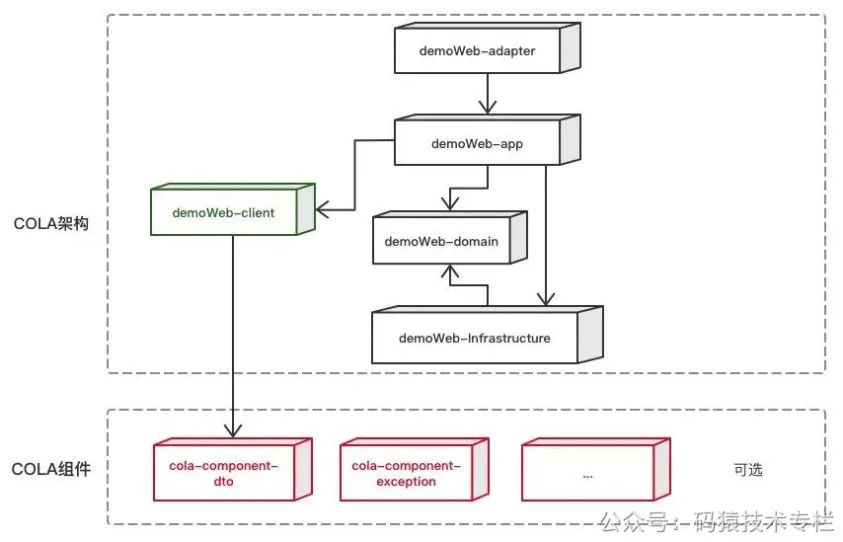 demoWeb-adapter
demoWeb-app
demoWeb-client
COLA架构
demoWeb-domain
demoWeb-Infrastructure
COLA组件
cola-component-
dto
cola-component-
exception
...
可选
公众号：码猿技术专栏